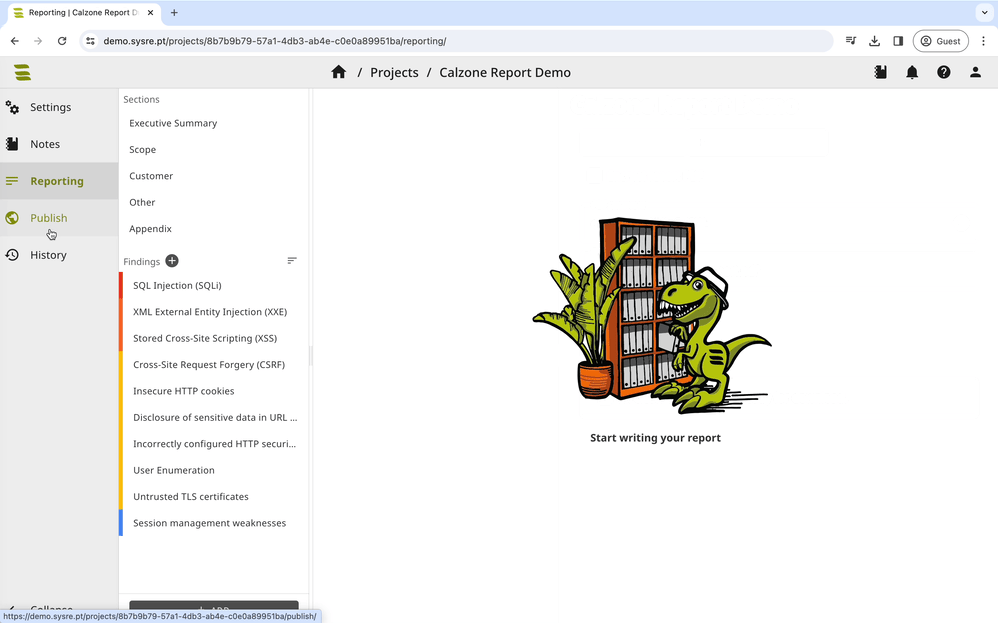 Reporting | Calzone Report D
demo.sysre.pt/projects/8b7b9b79-57a1-4db3-ab4e-c0e0a89951ba/reporting/
Guest
/ Projects / Calzone Report Demo
Settings
Notes
Reporting
Publish
History
Collapse
Sections
Executive Summary
Scope
Customer
Other
Appendix
Findings
SQL Injection (SQLi)
XML External Entity Injection (XXE)
Stored Cross-Site Scripting (XSS)
Cross-Site Request Forgery (CSRF)
Insecure HTTP cookies
Disclosure of sensitive data in URL ...
Incorrectly configured HTTP securi...
User Enumeration
Untrusted TLS certificates
Session management weaknesses
+ ADD
Start writing your report
https://demo.sysre.pt/projects/8b7b9b79-57a1-4db3-ab4e-c0e0a89951ba/publish/